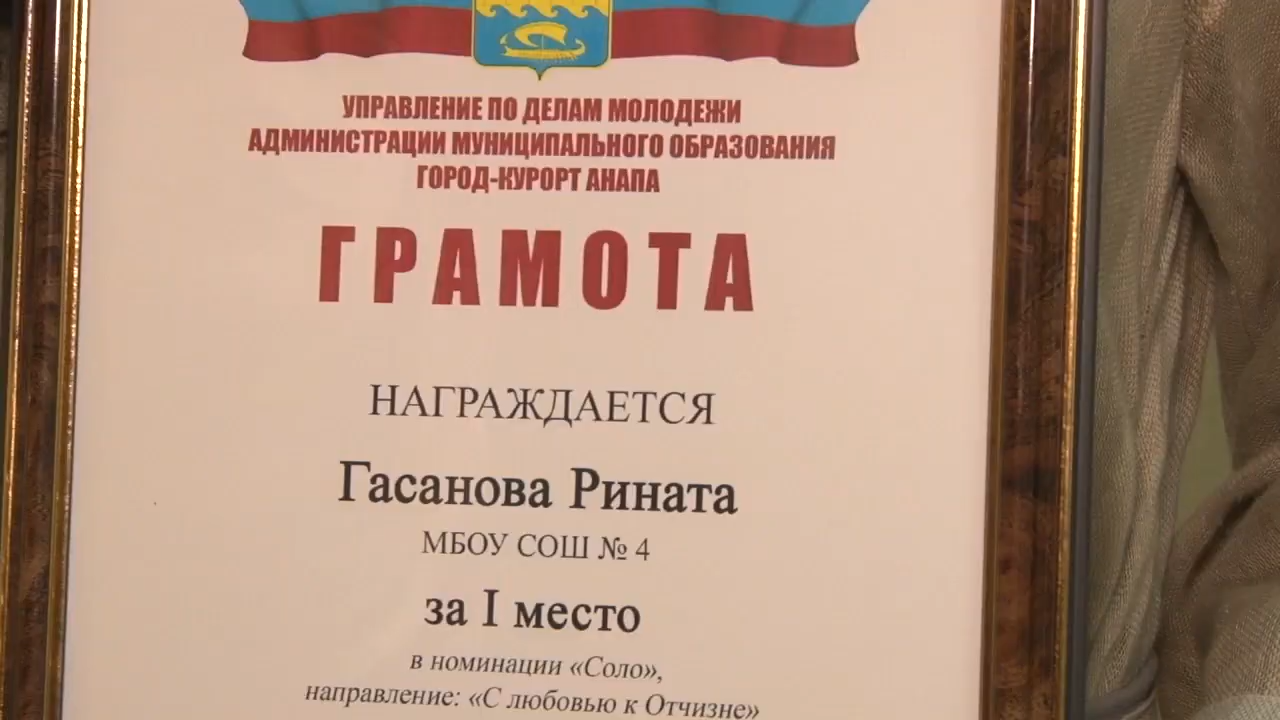 УПРАВЛЕНИЕ ПО ДЕЛАМ МОЛОДЕЖИ
АДМИНИСТРАЦИИ МУНИЦИПАЛЬНОГО ОБРАЗОВАНИЯ
ГОРОД-КУРОРТ АНАПА
ГРАМОТА
НАГРАЖДАЕТСЯ
Гасанова Рината
МБОУ СОШ № 4
за I место
в номинации «Соло»,
направление: «С любовью к Отчизне»